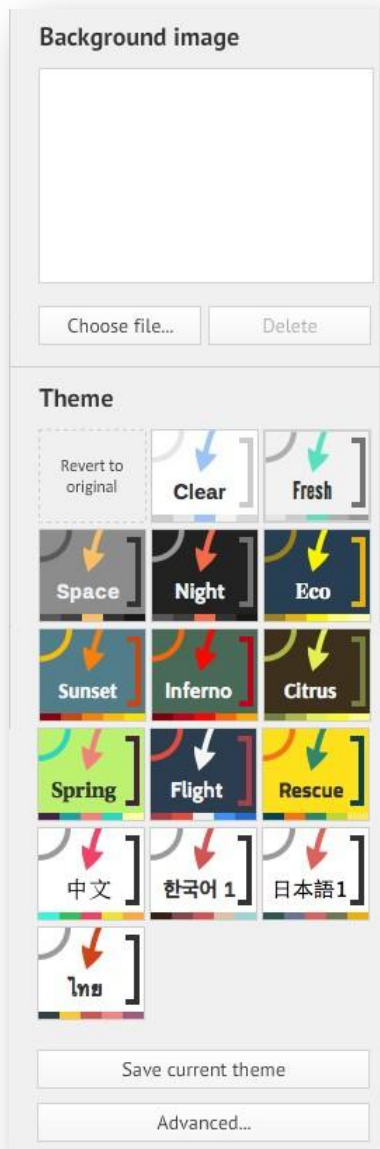 Background image
Choose file...
Delete
Theme
Revert to
original
Clear
Fresh
Space
Night
Eco
Sunset
Inferno
Citrus
Spring
Flight
Rescue
中文
한국어 1
日本語1
ไทย
Save current theme
Advanced...